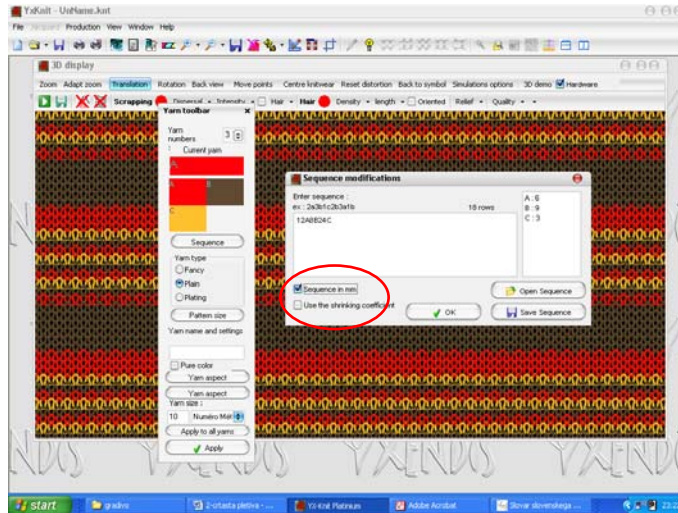 YxKnit - UnName.knt
File Jacquard Production View Window Help
3D display
Zoom Adapt zoom Translation Rotation Back view Move points Centre knitwear Reset distortion Back to symbol Simulations options 3D demo Hardware
Scrapping Dispersal Intensity Hair Hair Density length Oriented Relief Quality
Yarn toolbar
Yarn numbers : 3
Current yarn
A
A B
C
Sequence
Yarn type
Fancy
Plain
Plating
Pattern size
Yarn name and settings
Pure color
Yarn aspect
Yarn aspect
Yarn size :
10 Numéro Mét
Apply to all yarns
Apply
Sequence modifications
Enter sequence :
ex : 2a3b1c2b3a1b 18 rows
A : 6
B : 9
C : 3
Sequence in mm
Use the shrinking coefficient
OK
Open Sequence
Save Sequence
YXENDIS
start gradivo 2-crtasta pletiva - ... YX-Knit Platinum Adobe Acrobat Slovar slovenskega ...